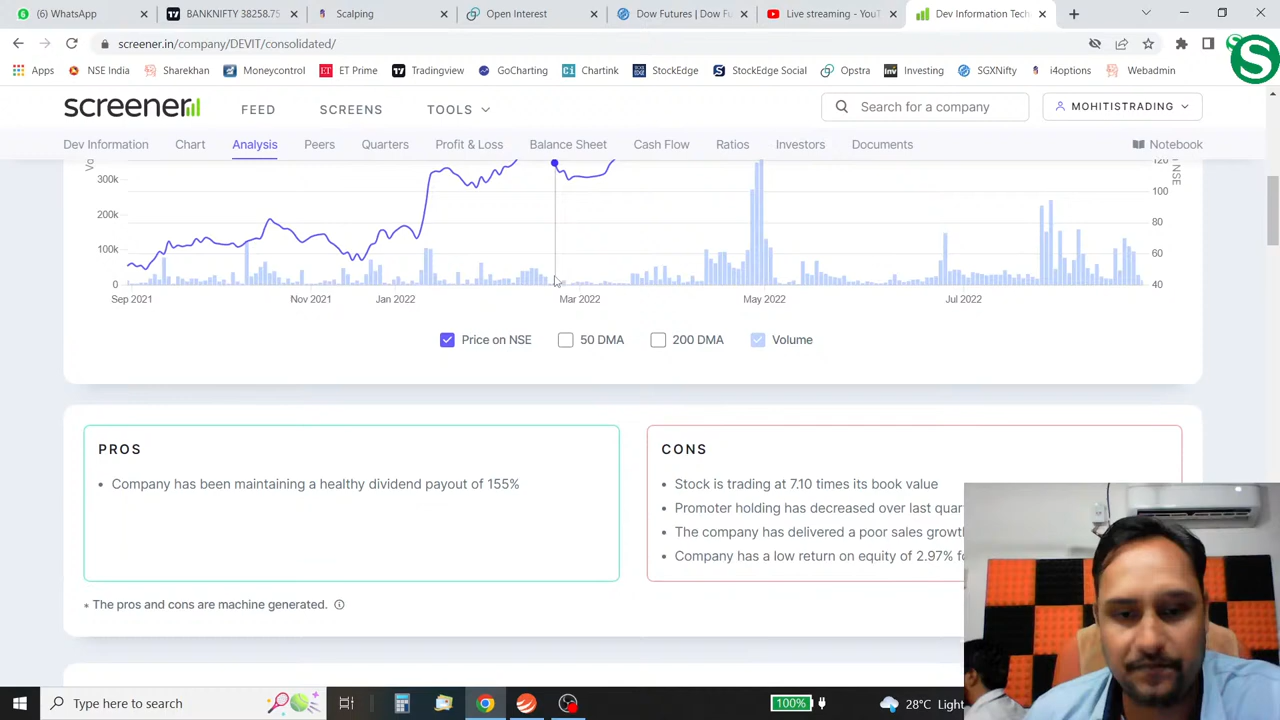 WhatsApp
BANKNIFTY 38258.75
Scalping
Open Interest
Dow Futures | Dow F
Live streaming - YouT
Dev Information Tech
screener.in/company/DEVIT/consolidated/
Apps
NSE India
Sharekhan
Moneycontrol
ET Prime
Tradingview
GoCharting
Chartink
StockEdge
StockEdge Social
Opstra
Investing
SGXNifty
i4options
Webadmin
screener
FEED
SCREENS
TOOLS
Search for a company
MOHITISTRADING
Dev Information
Chart
Analysis
Peers
Quarters
Profit & Loss
Balance Sheet
Cash Flow
Ratios
Investors
Documents
Notebook
300k
200k
100k
0
120
100
80
60
40
NSE
Sep 2021
Nov 2021
Jan 2022
Mar 2022
May 2022
Jul 2022
Price on NSE
50 DMA
200 DMA
Volume
PROS
Company has been maintaining a healthy dividend payout of 155%
CONS
Stock is trading at 7.10 times its book value
Promoter holding has decreased over last quar
The company has delivered a poor sales growth
Company has a low return on equity of 2.97% fo
* The pros and cons are machine generated.
Type here to search
100%
28°C Light